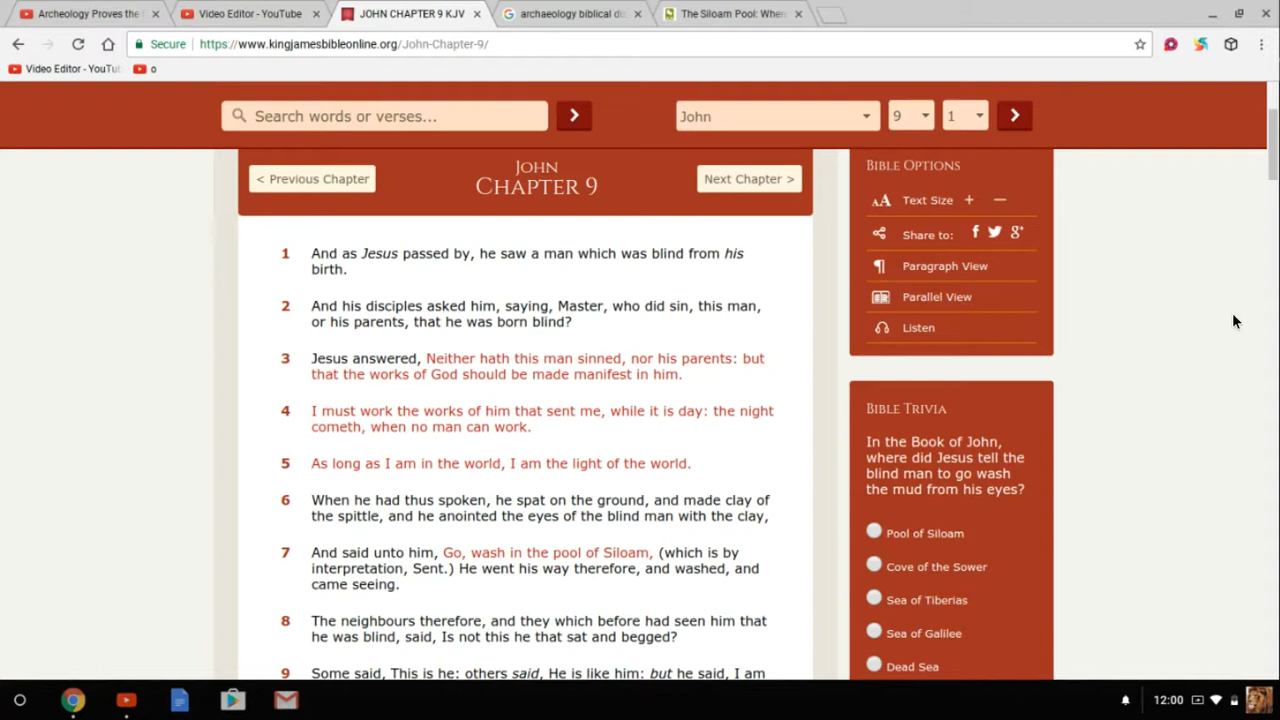 Archeology Proves the
Video Editor - YouTube
JOHN CHAPTER 9 KJV
archaeology biblical di
The Siloam Pool: Wher
Secure
https://www.kingjamesbibleonline.org/John-Chapter-9/
Video Editor - YouTu
o
Search words or verses...
John
9
1
< Previous Chapter
JOHN
CHAPTER 9
Next Chapter >
1 And as Jesus passed by, he saw a man which was blind from his
birth.
2 And his disciples asked him, saying, Master, who did sin, this man,
or his parents, that he was born blind?
3 Jesus answered, Neither hath this man sinned, nor his parents: but
that the works of God should be made manifest in him.
4 I must work the works of him that sent me, while it is day: the night
cometh, when no man can work.
5 As long as I am in the world, I am the light of the world.
6 When he had thus spoken, he spat on the ground, and made clay of
the spittle, and he anointed the eyes of the blind man with the clay,
7 And said unto him, Go, wash in the pool of Siloam, (which is by
interpretation, Sent.) He went his way therefore, and washed, and
came seeing.
8 The neighbours therefore, and they which before had seen him that
he was blind, said, Is not this he that sat and begged?
9 Some said, This is he: others said, He is like him: but he said, I am
BIBLE OPTIONS
AA Text Size + −
Share to: f g+
¶ Paragraph View
Parallel View
Listen
BIBLE TRIVIA
In the Book of John,
where did Jesus tell the
blind man to go wash
the mud from his eyes?
Pool of Siloam
Cove of the Sower
Sea of Tiberias
Sea of Galilee
Dead Sea
12:00